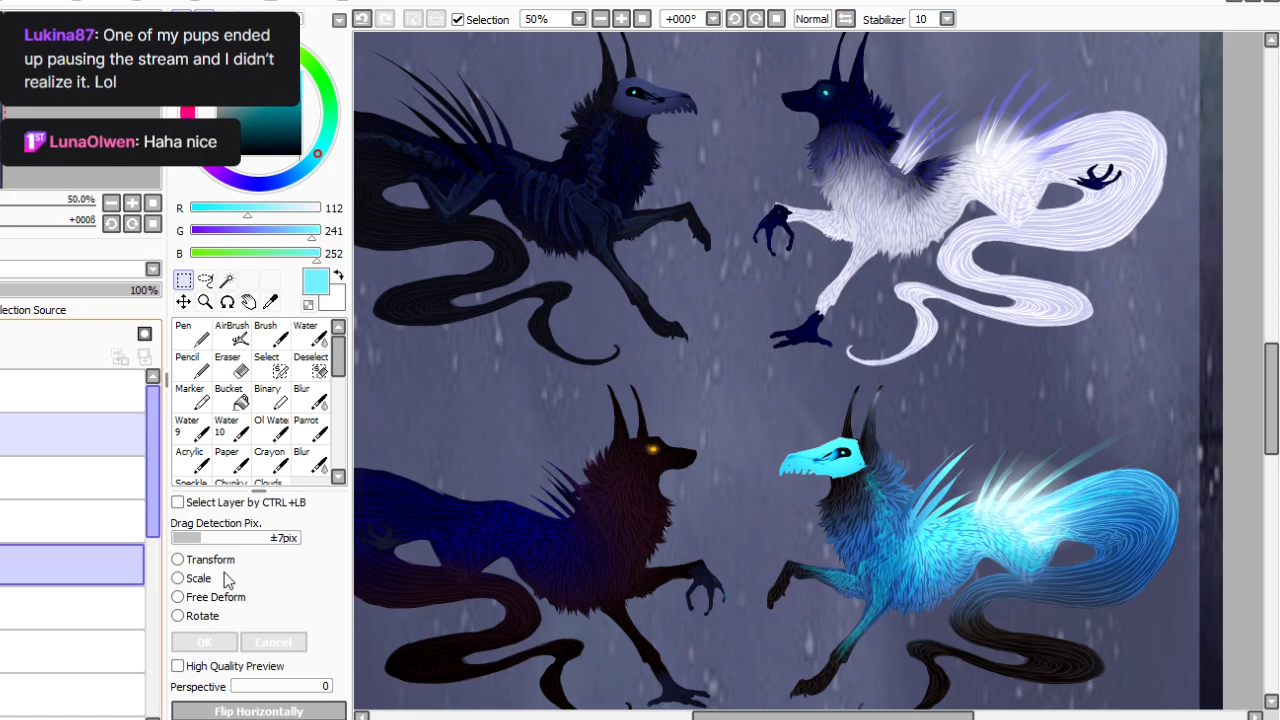 Lukina87: One of my pups ended
up pausing the stream and I didn't
realize it. Lol
1ST LunaOlwen: Haha nice
Selection 50% +000° Normal Stabilizer 10
50.0%
R 112
G 241
B 252
100%
Pen AirBrush Brush Water
Pencil Eraser Select Deselect
Marker Bucket Binary Blur
Water 9 Water 10 Ol Wate Parrot
Acrylic Paper Crayon Blur
Select Layer by CTRL+LB
Drag Detection Pix.
±7pix
Transform
Scale
Free Deform
Rotate
OK Cancel
High Quality Preview
Perspective 0
Flip Horizontally